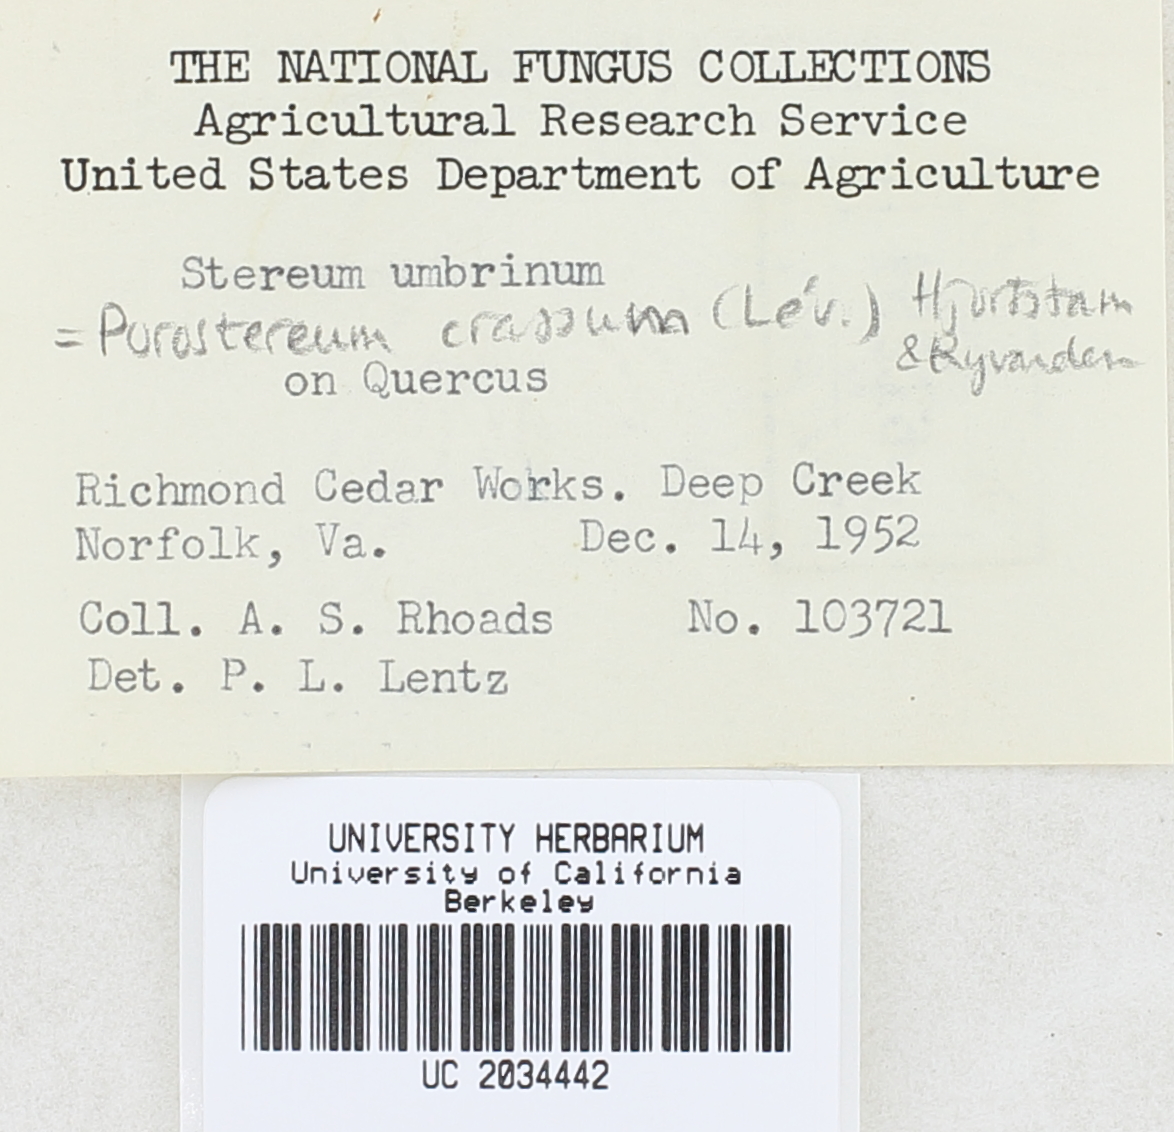 THE NATIONAL FUNGUS COLLECTIONS
Agricultural Research Service
United States Department of Agriculture
Stereum umbrinum
= Porostereum crassum (Lév.) Hjortstam
& Ryvarden
on Quercus
Richmond Cedar Works. Deep Creek
Norfolk, Va. Dec. 14, 1952
Coll. A. S. Rhoads No. 103721
Det. P. L. Lentz
UNIVERSITY HERBARIUM
University of California
Berkeley
UC 2034442